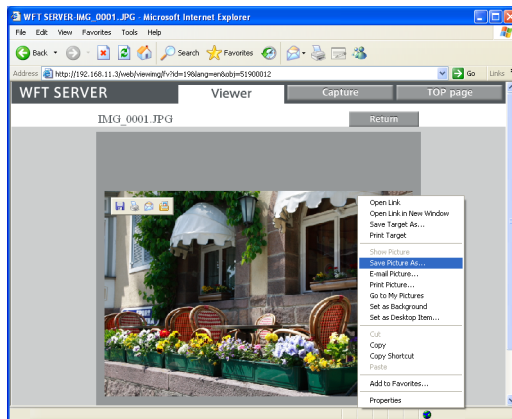 WFT SERVER-IMG_0001.JPG - Microsoft Internet Explorer
File Edit View Favorites Tools Help
Back Search Favorites
Address http://192.168.11.3/web/viewimg/fv?id=198lang=en&obj=51900012 Go Links
WFT SERVER Viewer Capture TOP page
IMG_0001.JPG Return
Open Link
Open Link in New Window
Save Target As...
Print Target
Show Picture
Save Picture As...
E-mail Picture...
Print Picture...
Go to My Pictures
Set as Background
Set as Desktop Item...
Cut
Copy
Copy Shortcut
Paste
Add to Favorites...
Properties